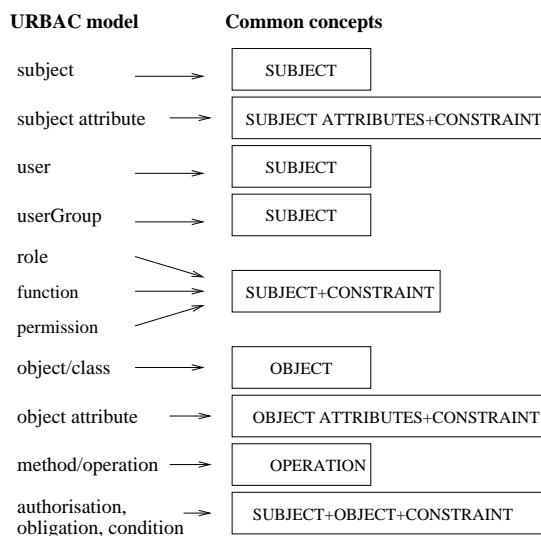 URBAC model Common concepts
subject SUBJECT
subject attribute SUBJECT ATTRIBUTES+CONSTRAINT
user SUBJECT
userGroup SUBJECT
role
function SUBJECT+CONSTRAINT
permission
object/class OBJECT
object attribute OBJECT ATTRIBUTES+CONSTRAINT
method/operation OPERATION
authorisation,
obligation, condition SUBJECT+OBJECT+CONSTRAINT